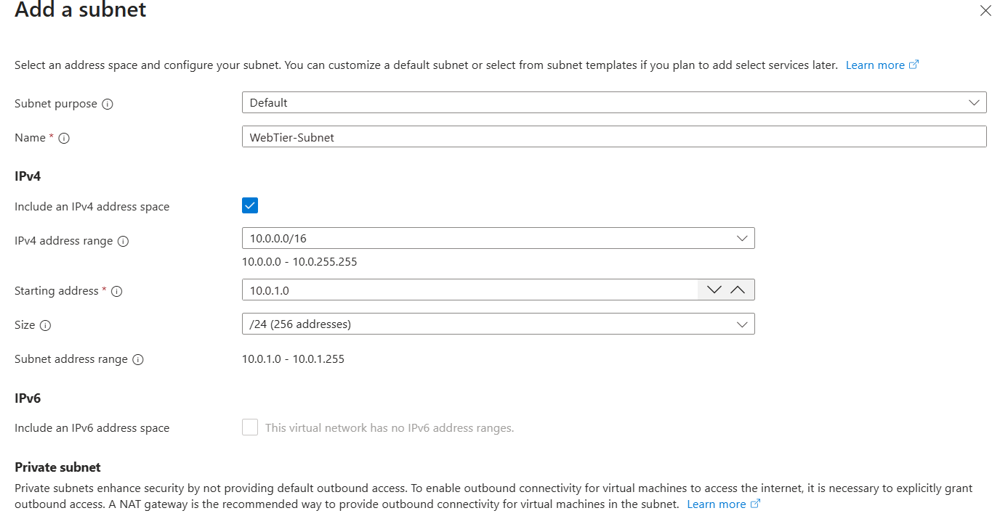 Add a subnet
Select an address space and configure your subnet. You can customize a default subnet or select from subnet templates if you plan to add select services later. Learn more
Subnet purpose Default
Name * WebTier-Subnet
IPv4
Include an IPv4 address space
IPv4 address range 10.0.0.0/16
10.0.0.0 - 10.0.255.255
Starting address * 10.0.1.0
Size /24 (256 addresses)
Subnet address range 10.0.1.0 - 10.0.1.255
IPv6
Include an IPv6 address space This virtual network has no IPv6 address ranges.
Private subnet
Private subnets enhance security by not providing default outbound access. To enable outbound connectivity for virtual machines to access the internet, it is necessary to explicitly grant
outbound access. A NAT gateway is the recommended way to provide outbound connectivity for virtual machines in the subnet. Learn more